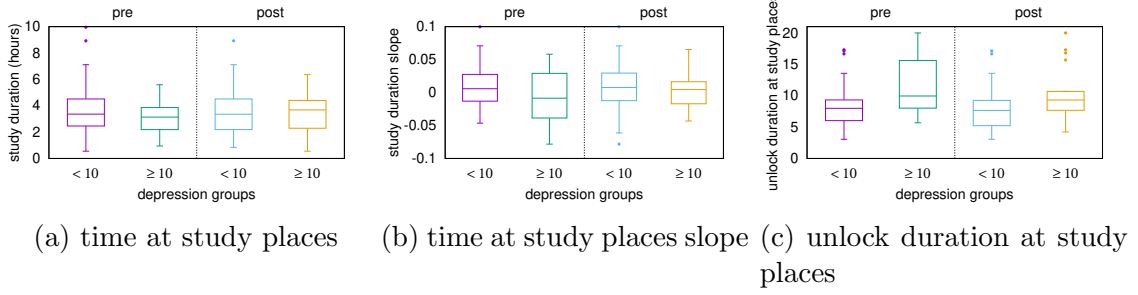 pre post
study duration (hours)
10
8
6
4
2
0
< 10 ≥ 10 < 10 ≥ 10
depression groups
(a) time at study places
pre post
study duration slope
0.1
0.05
0
-0.05
-0.1
< 10 ≥ 10 < 10 ≥ 10
depression groups
(b) time at study places slope
pre post
unlock duration at study places
20
15
10
5
0
< 10 ≥ 10 < 10 ≥ 10
depression groups
(c) unlock duration at study
places